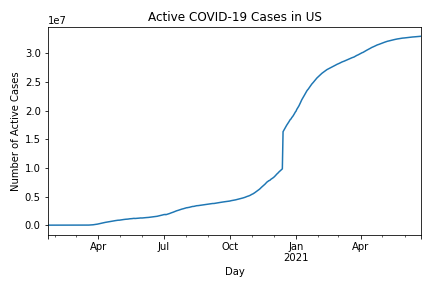 Active COVID-19 Cases in US
1e7
Number of Active Cases
3.0
2.5
2.0
1.5
1.0
0.5
0.0
Apr Jul Oct Jan Apr
2021
Day